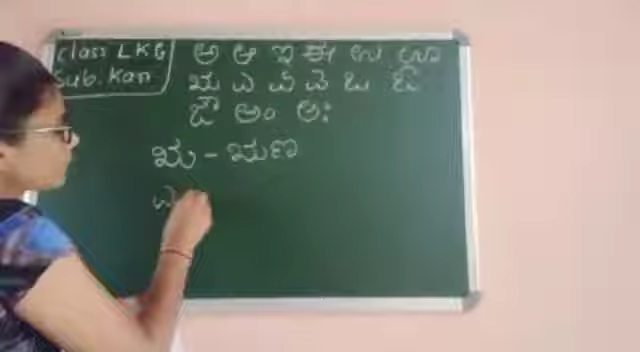 Class LKG
Sub. Kan
ಅ ಆ ಇ ಈ ಉ ಊ
ಋ ಎ ಏ ಐ ಒ ಓ
ಔ ಅಂ ಅಃ
ಋ - ಋಣ
ಎ